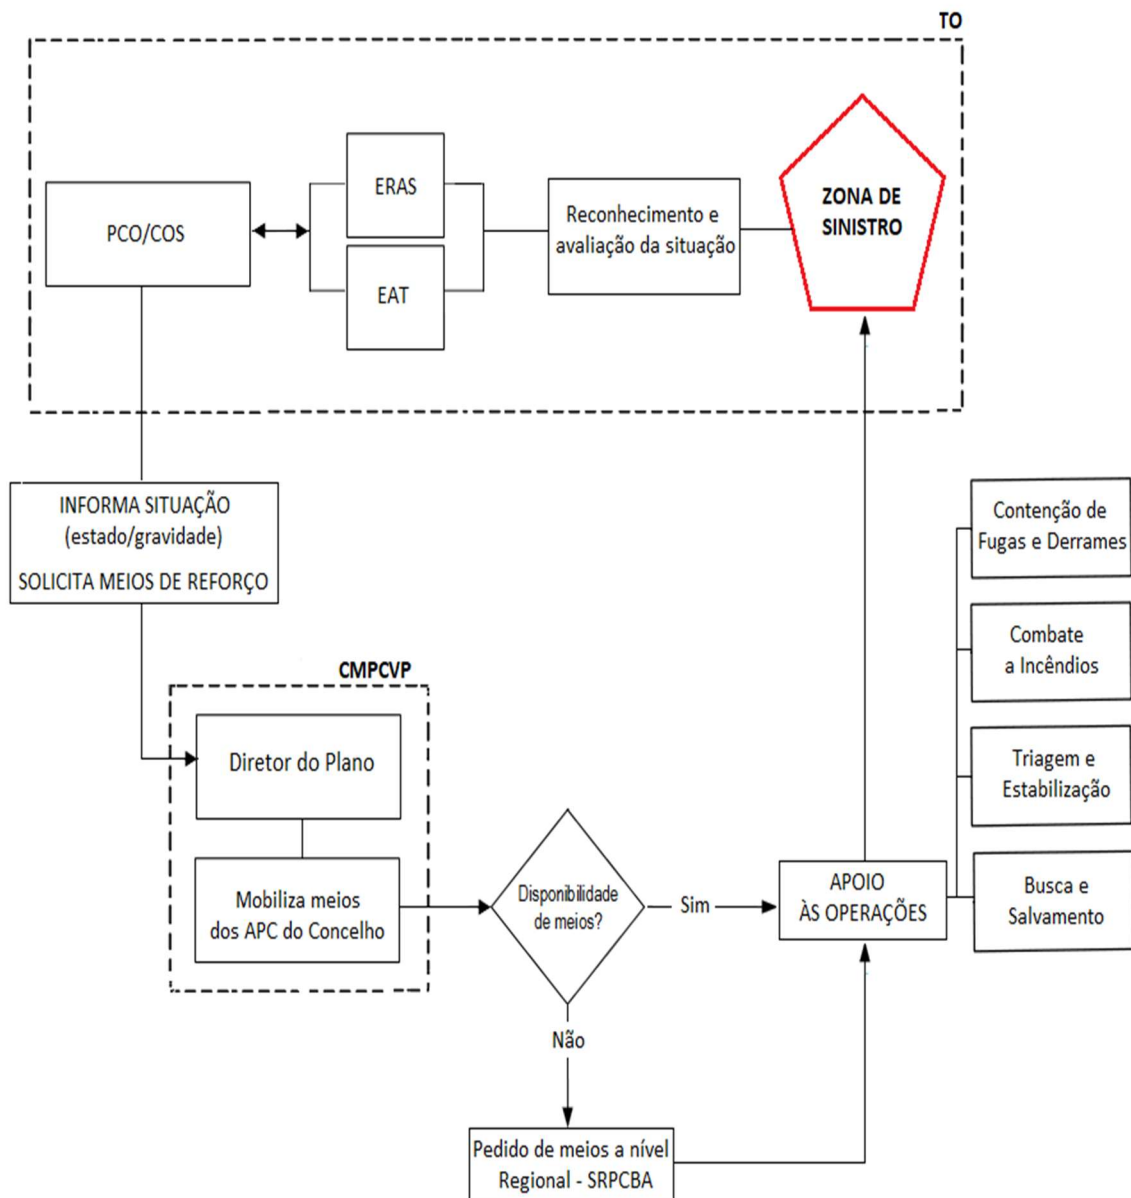 TO
PCO/COS
ERAS
EAT
Reconhecimento e
avaliação da situação
ZONA DE
SINISTRO
INFORMA SITUAÇÃO
(estado/gravidade)
SOLICITA MEIOS DE REFORÇO
CMPCVP
Diretor do Plano
Mobiliza meios
dos APC do Concelho
Disponibilidade
de meios?
Sim
Não
Pedido de meios a nível
Regional - SRPCBA
APOIO
ÀS OPERAÇÕES
Contenção de
Fugas e Derrames
Combate
a Incêndios
Triagem e
Estabilização
Busca e
Salvamento